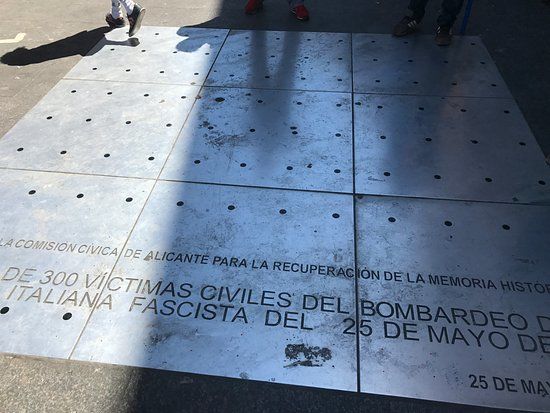 LA COMISIÓN CÍVICA DE ALICANTE PARA LA RECUPERACIÓN DE LA MEMORIA HISTÓR
DE 300 VÍCTIMAS CIVILES DEL BOMBARDEO D
ITALIANA FASCISTA DEL 25 DE MAYO DE
25 DE MAY